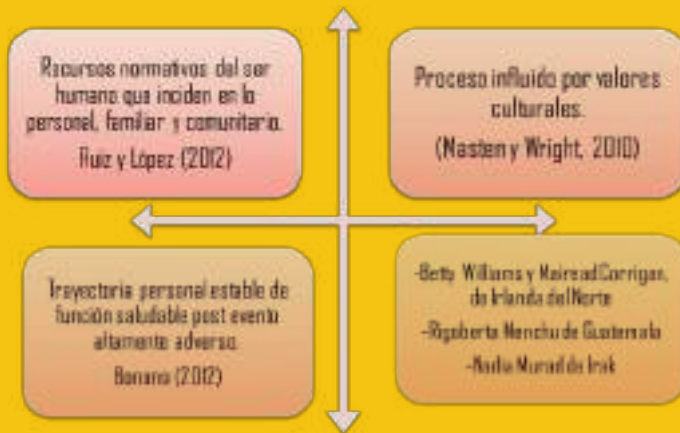 Recursos normativos del ser
humano que inciden en lo
personal, familiar y comunitario.
Ruiz y López (2012)
Proceso influido por valores
culturales.
(Masten y Wright, 2010)
Trayectoria personal estable de
función saludable post evento
altamente adverso.
Bonano (2012)
-Betty Williams y Mairead Corrigan,
de Irlanda del Norte
-Rigoberta Menchu de Guatemala
-Nadia Murad de Irak